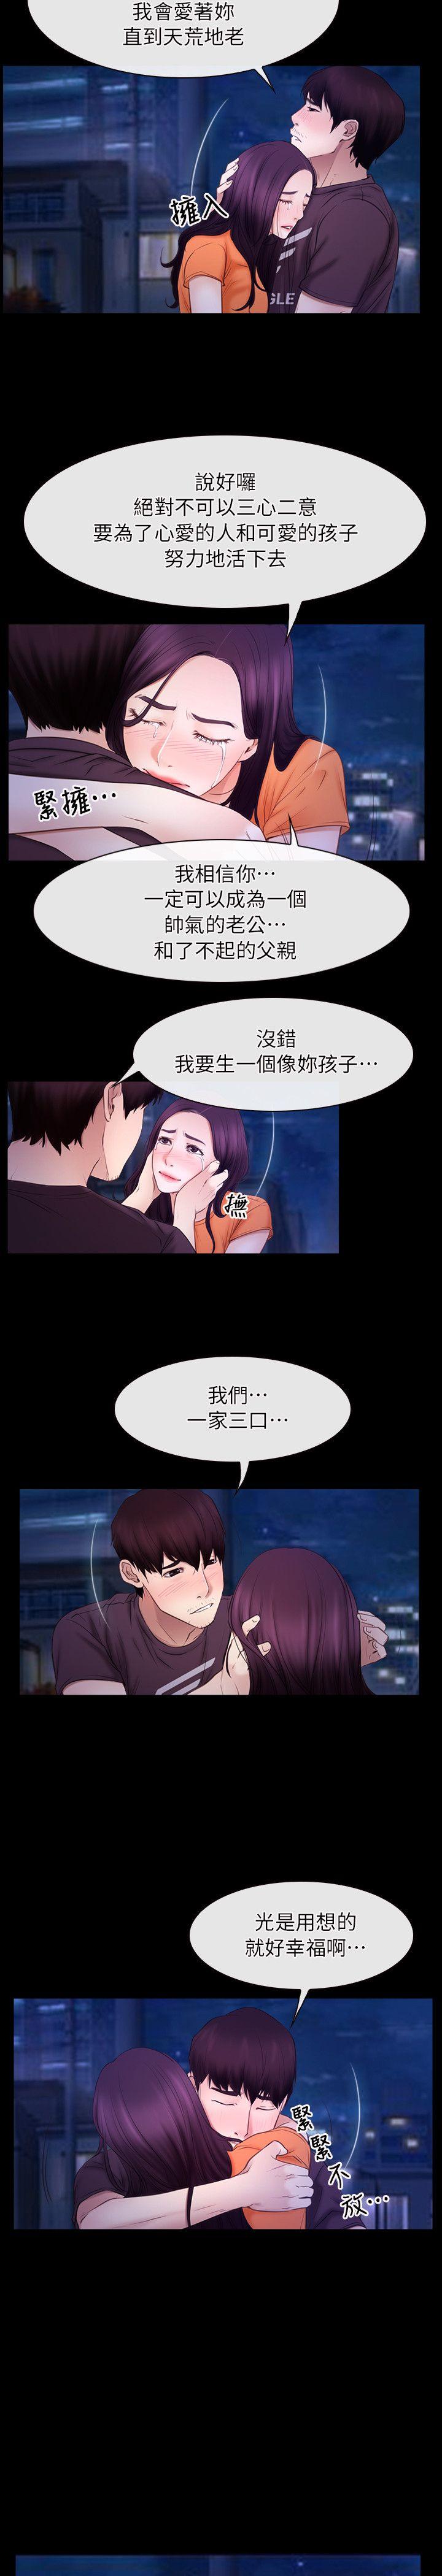 我會愛著妳
直到天荒地老
擁入
GLE
說好囉
絕對不可以三心二意
要為了心愛的人和可愛的孩子
努力地活下去
緊擁…
我相信你…
一定可以成為一個
帥氣的老公…
和了不起的父親
沒錯
我要生一個像妳孩子…
撫
我們…
一家三口…
光是用想的
就好幸福啊…
緊
緊
不
放…